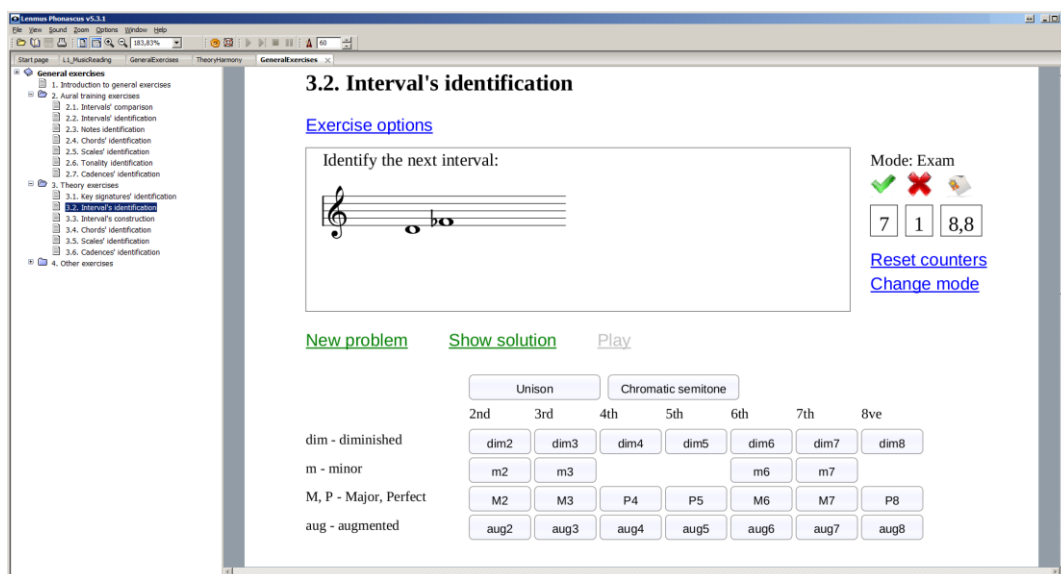 Lenmus Phonascus v5.3.1
File View Sound Zoom Options Window Help
183,83%
60
Start page L1_MusicReading GeneralExercises TheoryHarmony GeneralExercises
General exercises
1. Introduction to general exercises
2. Aural training exercises
2.1. Intervals' comparison
2.2. Intervals' identification
2.3. Notes identification
2.4. Chords' identification
2.5. Scales' identification
2.6. Tonality identification
2.7. Cadences' identification
3. Theory exercises
3.1. Key signatures' identification
3.2. Interval's identification
3.3. Interval's construction
3.4. Chords' identification
3.5. Scales' identification
3.6. Cadences' identification
4. Other exercises
3.2. Interval's identification
Exercise options
Identify the next interval:
Mode: Exam
7 1 8,8
Reset counters
Change mode
New problem Show solution Play
Unison Chromatic semitone
2nd 3rd 4th 5th 6th 7th 8ve
dim - diminished dim2 dim3 dim4 dim5 dim6 dim7 dim8
m - minor m2 m3 m6 m7
M, P - Major, Perfect M2 M3 P4 P5 M6 M7 P8
aug - augmented aug2 aug3 aug4 aug5 aug6 aug7 aug8